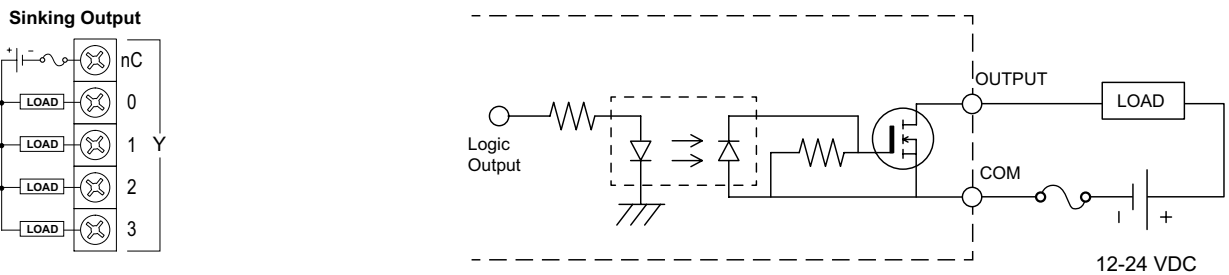 Sinking Output
+ –
nC
LOAD 0
LOAD 1 Y
LOAD 2
LOAD 3
OUTPUT
LOAD
Logic
Output
COM
– +
12-24 VDC